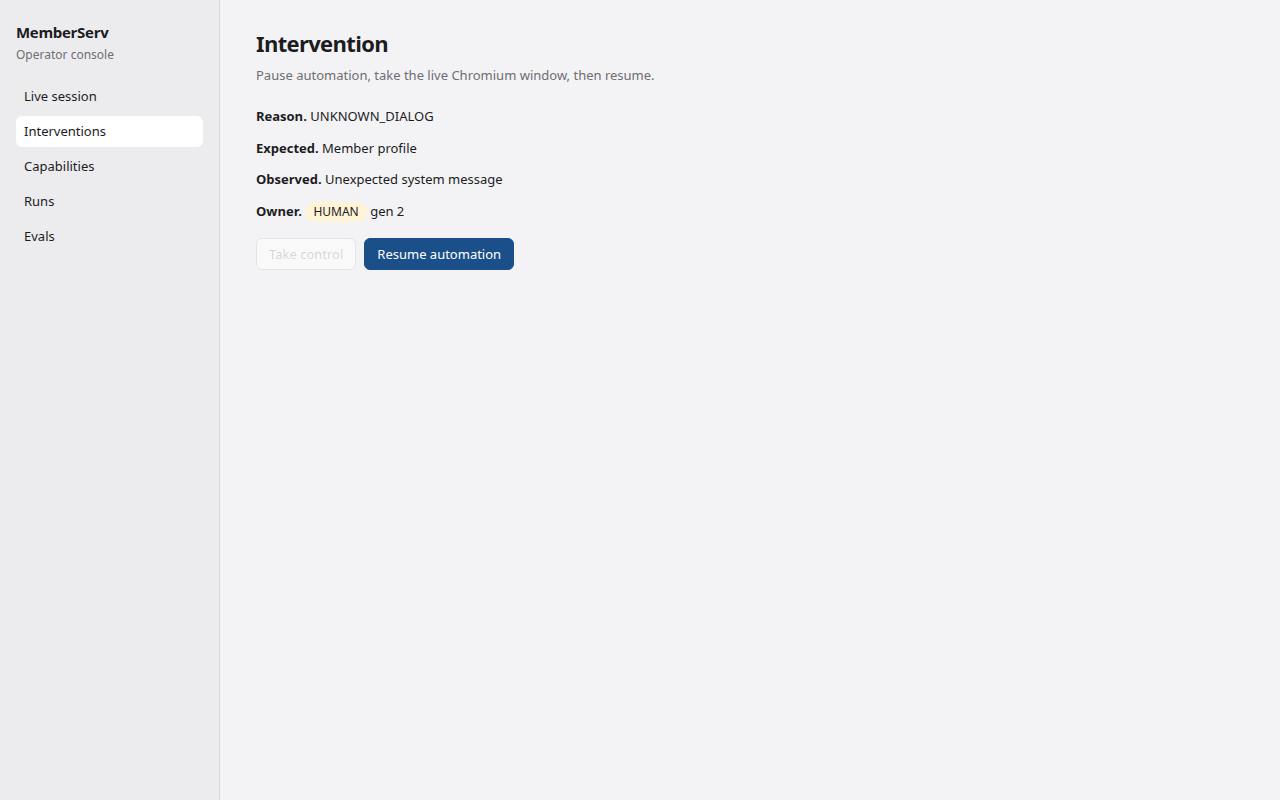 MemberServ
Operator console
Live session
Interventions
Capabilities
Runs
Evals
Intervention
Pause automation, take the live Chromium window, then resume.
Reason. UNKNOWN_DIALOG
Expected. Member profile
Observed. Unexpected system message
Owner. HUMAN gen 2
Take control Resume automation